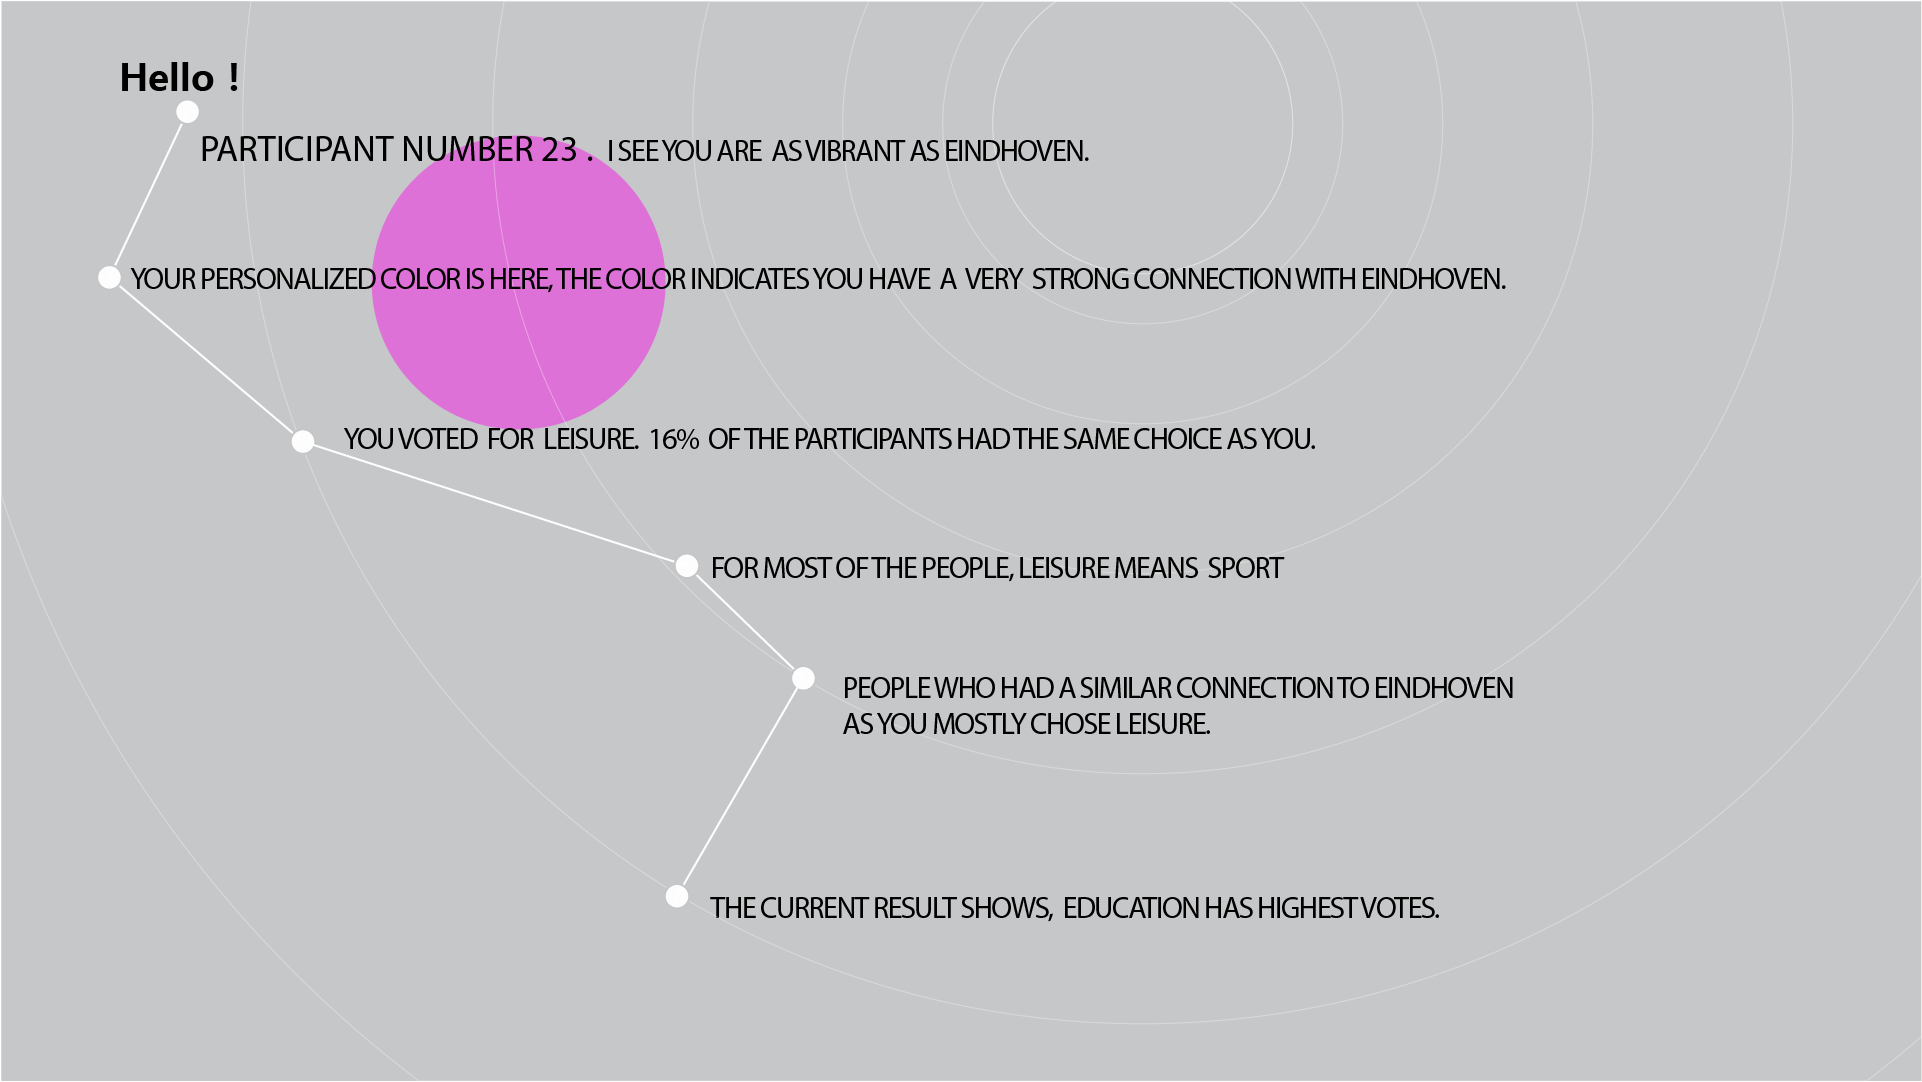 Hello !
PARTICIPANT NUMBER 23 . I SEE YOU ARE AS VIBRANT AS EINDHOVEN.
YOUR PERSONALIZED COLOR IS HERE, THE COLOR INDICATES YOU HAVE A VERY STRONG CONNECTION WITH EINDHOVEN.
YOU VOTED FOR LEISURE. 16% OF THE PARTICIPANTS HAD THE SAME CHOICE AS YOU.
FOR MOST OF THE PEOPLE, LEISURE MEANS SPORT
PEOPLE WHO HAD A SIMILAR CONNECTION TO EINDHOVEN
AS YOU MOSTLY CHOSE LEISURE.
THE CURRENT RESULT SHOWS, EDUCATION HAS HIGHEST VOTES.